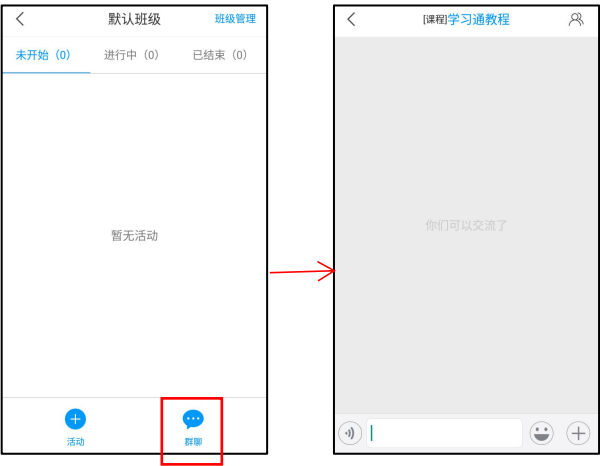 默认班级
班级管理
未开始（0）
进行中（0）
已结束（0）
暂无活动
活动
群聊
[课程]学习通教程
你们可以交流了